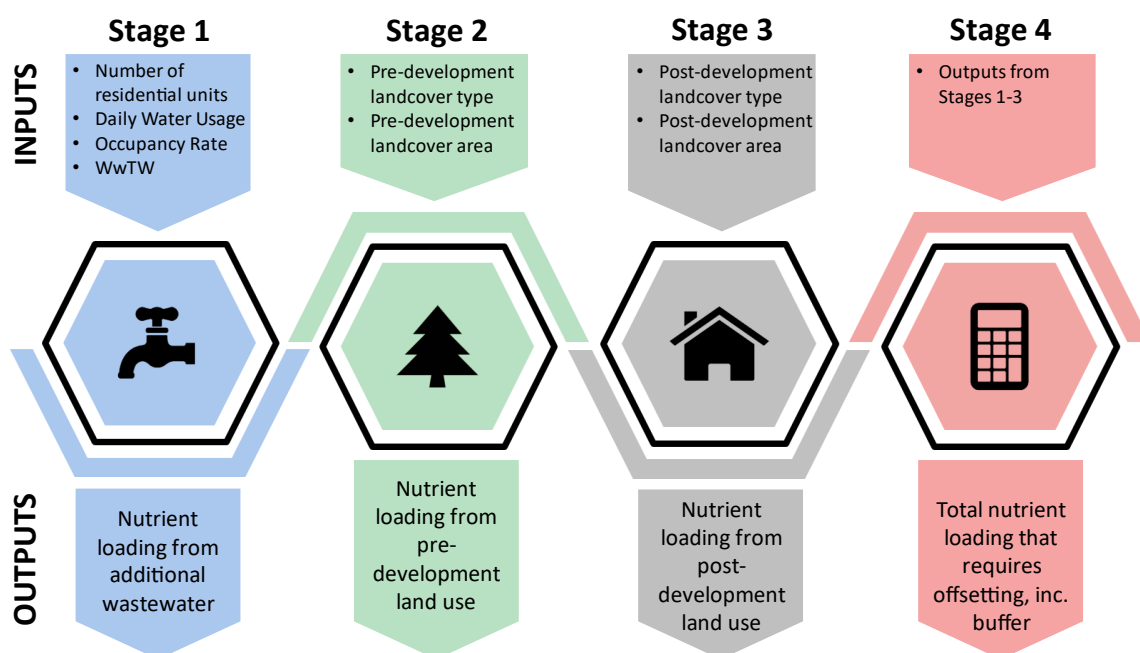 Stage 1
Stage 2
Stage 3
Stage 4
INPUTS
• Number of
residential units
• Daily Water Usage
• Occupancy Rate
• WwTW
• Pre-development
landcover type
• Pre-development
landcover area
• Post-development
landcover type
• Post-development
landcover area
• Outputs from
Stages 1-3
OUTPUTS
Nutrient
loading from
additional
wastewater
Nutrient
loading from
pre-
development
land use
Nutrient
loading from
post-
development
land use
Total nutrient
loading that
requires
offsetting, inc.
buffer